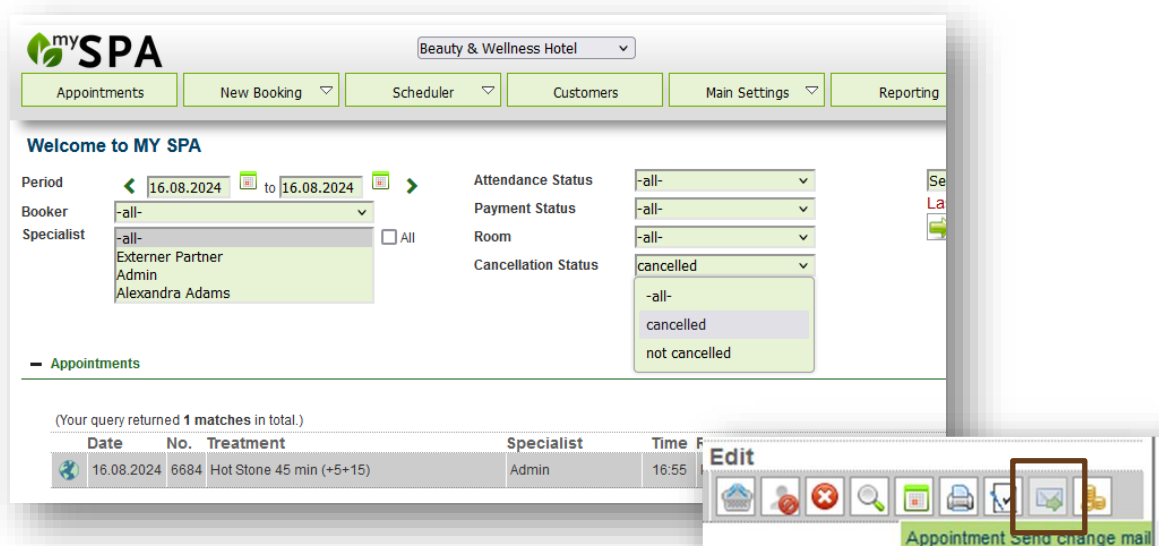 my SPA
Beauty & Wellness Hotel
Appointments New Booking Scheduler Customers Main Settings Reporting
Welcome to MY SPA
Period 16.08.2024 to 16.08.2024
Booker -all-
Specialist -all- All
Externer Partner
Admin
Alexandra Adams
Attendance Status -all-
Payment Status -all-
Room -all-
Cancellation Status cancelled
-all-
cancelled
not cancelled
Se
La
Appointments
(Your query returned 1 matches in total.)
Date No. Treatment Specialist Time
16.08.2024 6684 Hot Stone 45 min (+5+15) Admin 16:55
Edit
Appointment Send change mail